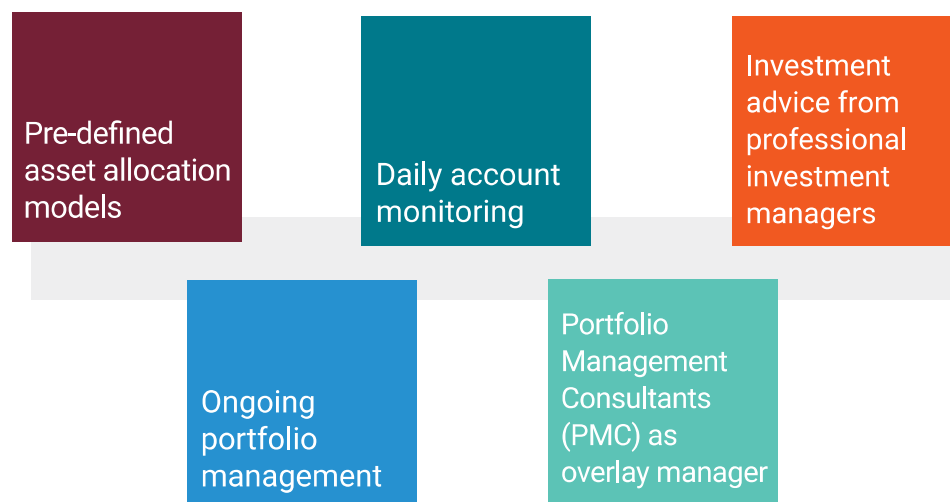 Pre-defined
asset allocation
models
Daily account
monitoring
Investment
advice from
professional
investment
managers
Ongoing
portfolio
management
Portfolio
Management
Consultants
(PMC) as
overlay manager